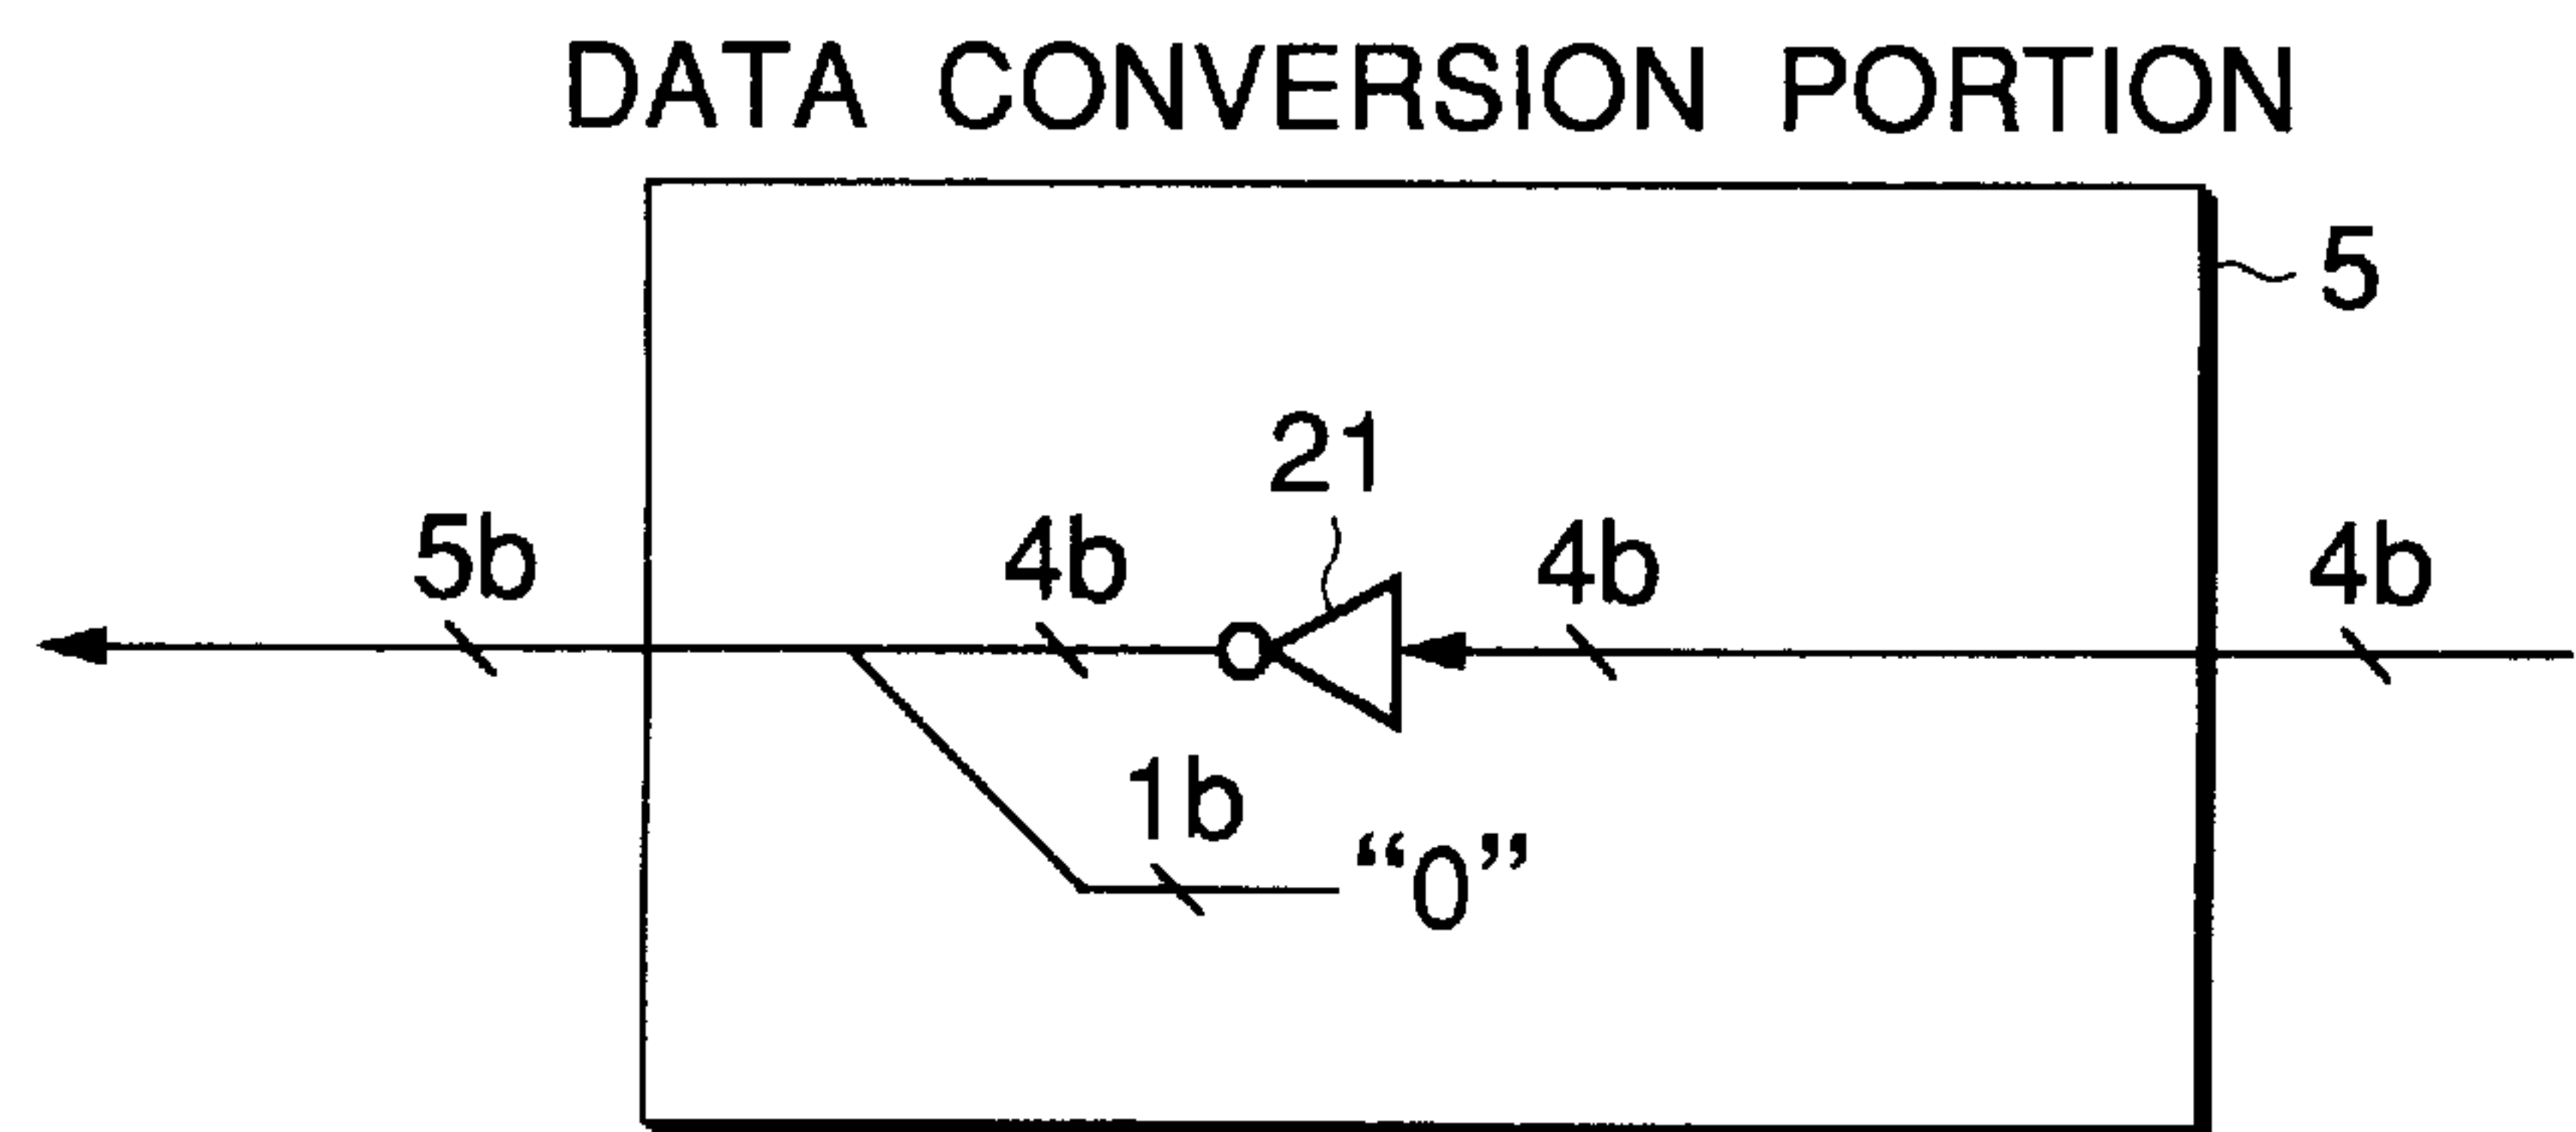 DATA CONVERSION PORTION
5
21
5b
4b
4b
4b
1b
“0”